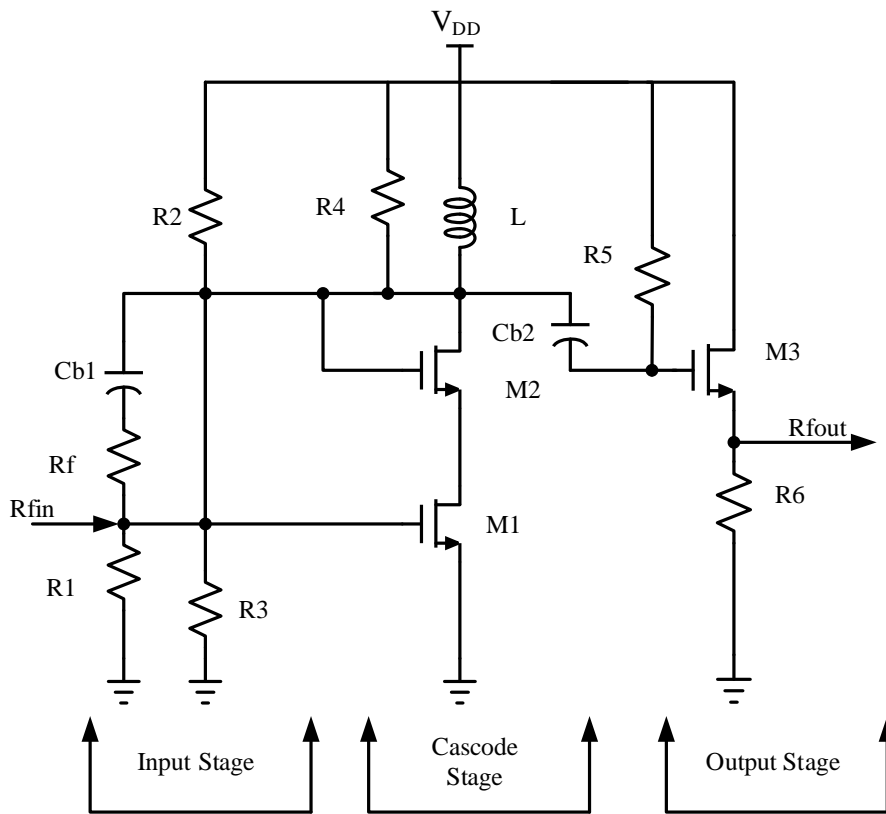 V_DD
R2
R4
L
R5
Cb2
M3
Cb1
M2
Rfout
Rf
R6
Rfin
M1
R1
R3
Input Stage
Cascode
Stage
Output Stage